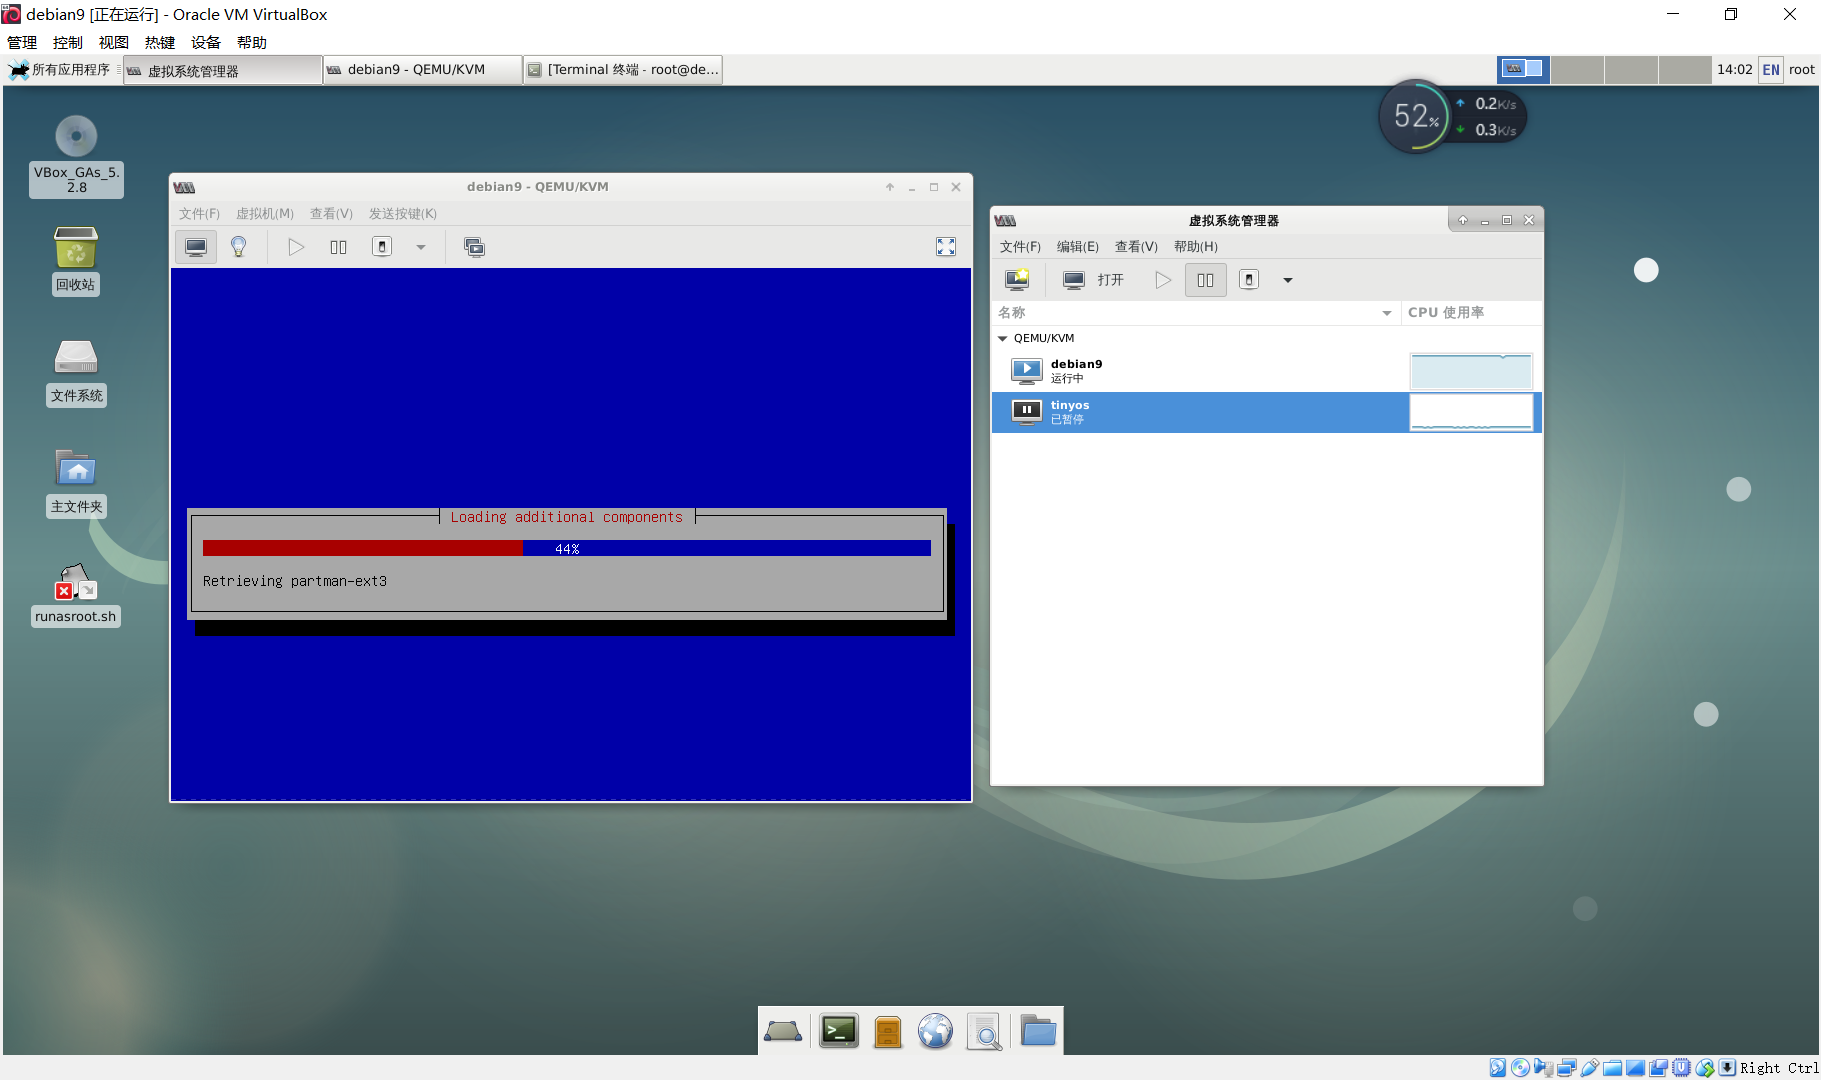 debian9 [正在运行] - Oracle VM VirtualBox
管理 控制 视图 热键 设备 帮助
所有应用程序 虚拟系统管理器 debian9 - QEMU/KVM [Terminal 终端 - root@de... 14:02 EN root
52% 0.2K/s
0.3K/s
VBox_GAs_5.
2.8
回收站
文件系统
主文件夹
runasroot.sh
debian9 - QEMU/KVM
文件(F) 虚拟机(M) 查看(V) 发送按键(K)
Loading additional components
44%
Retrieving partman-ext3
虚拟系统管理器
文件(F) 编辑(E) 查看(V) 帮助(H)
打开
名称 CPU 使用率
QEMU/KVM
debian9
运行中
tinyos
已暂停
Right Ctrl